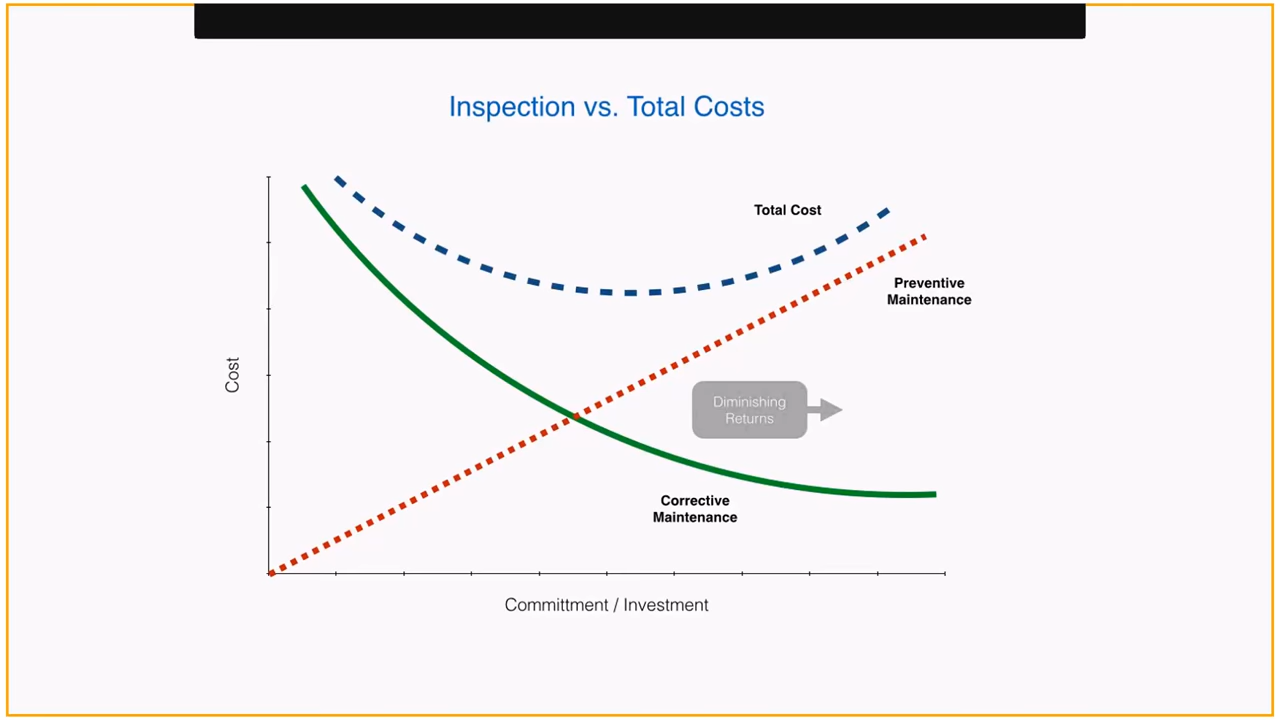 Inspection vs. Total Costs
Total Cost
Preventive
Maintenance
Cost
Diminishing
Returns
Corrective
Maintenance
Committment / Investment